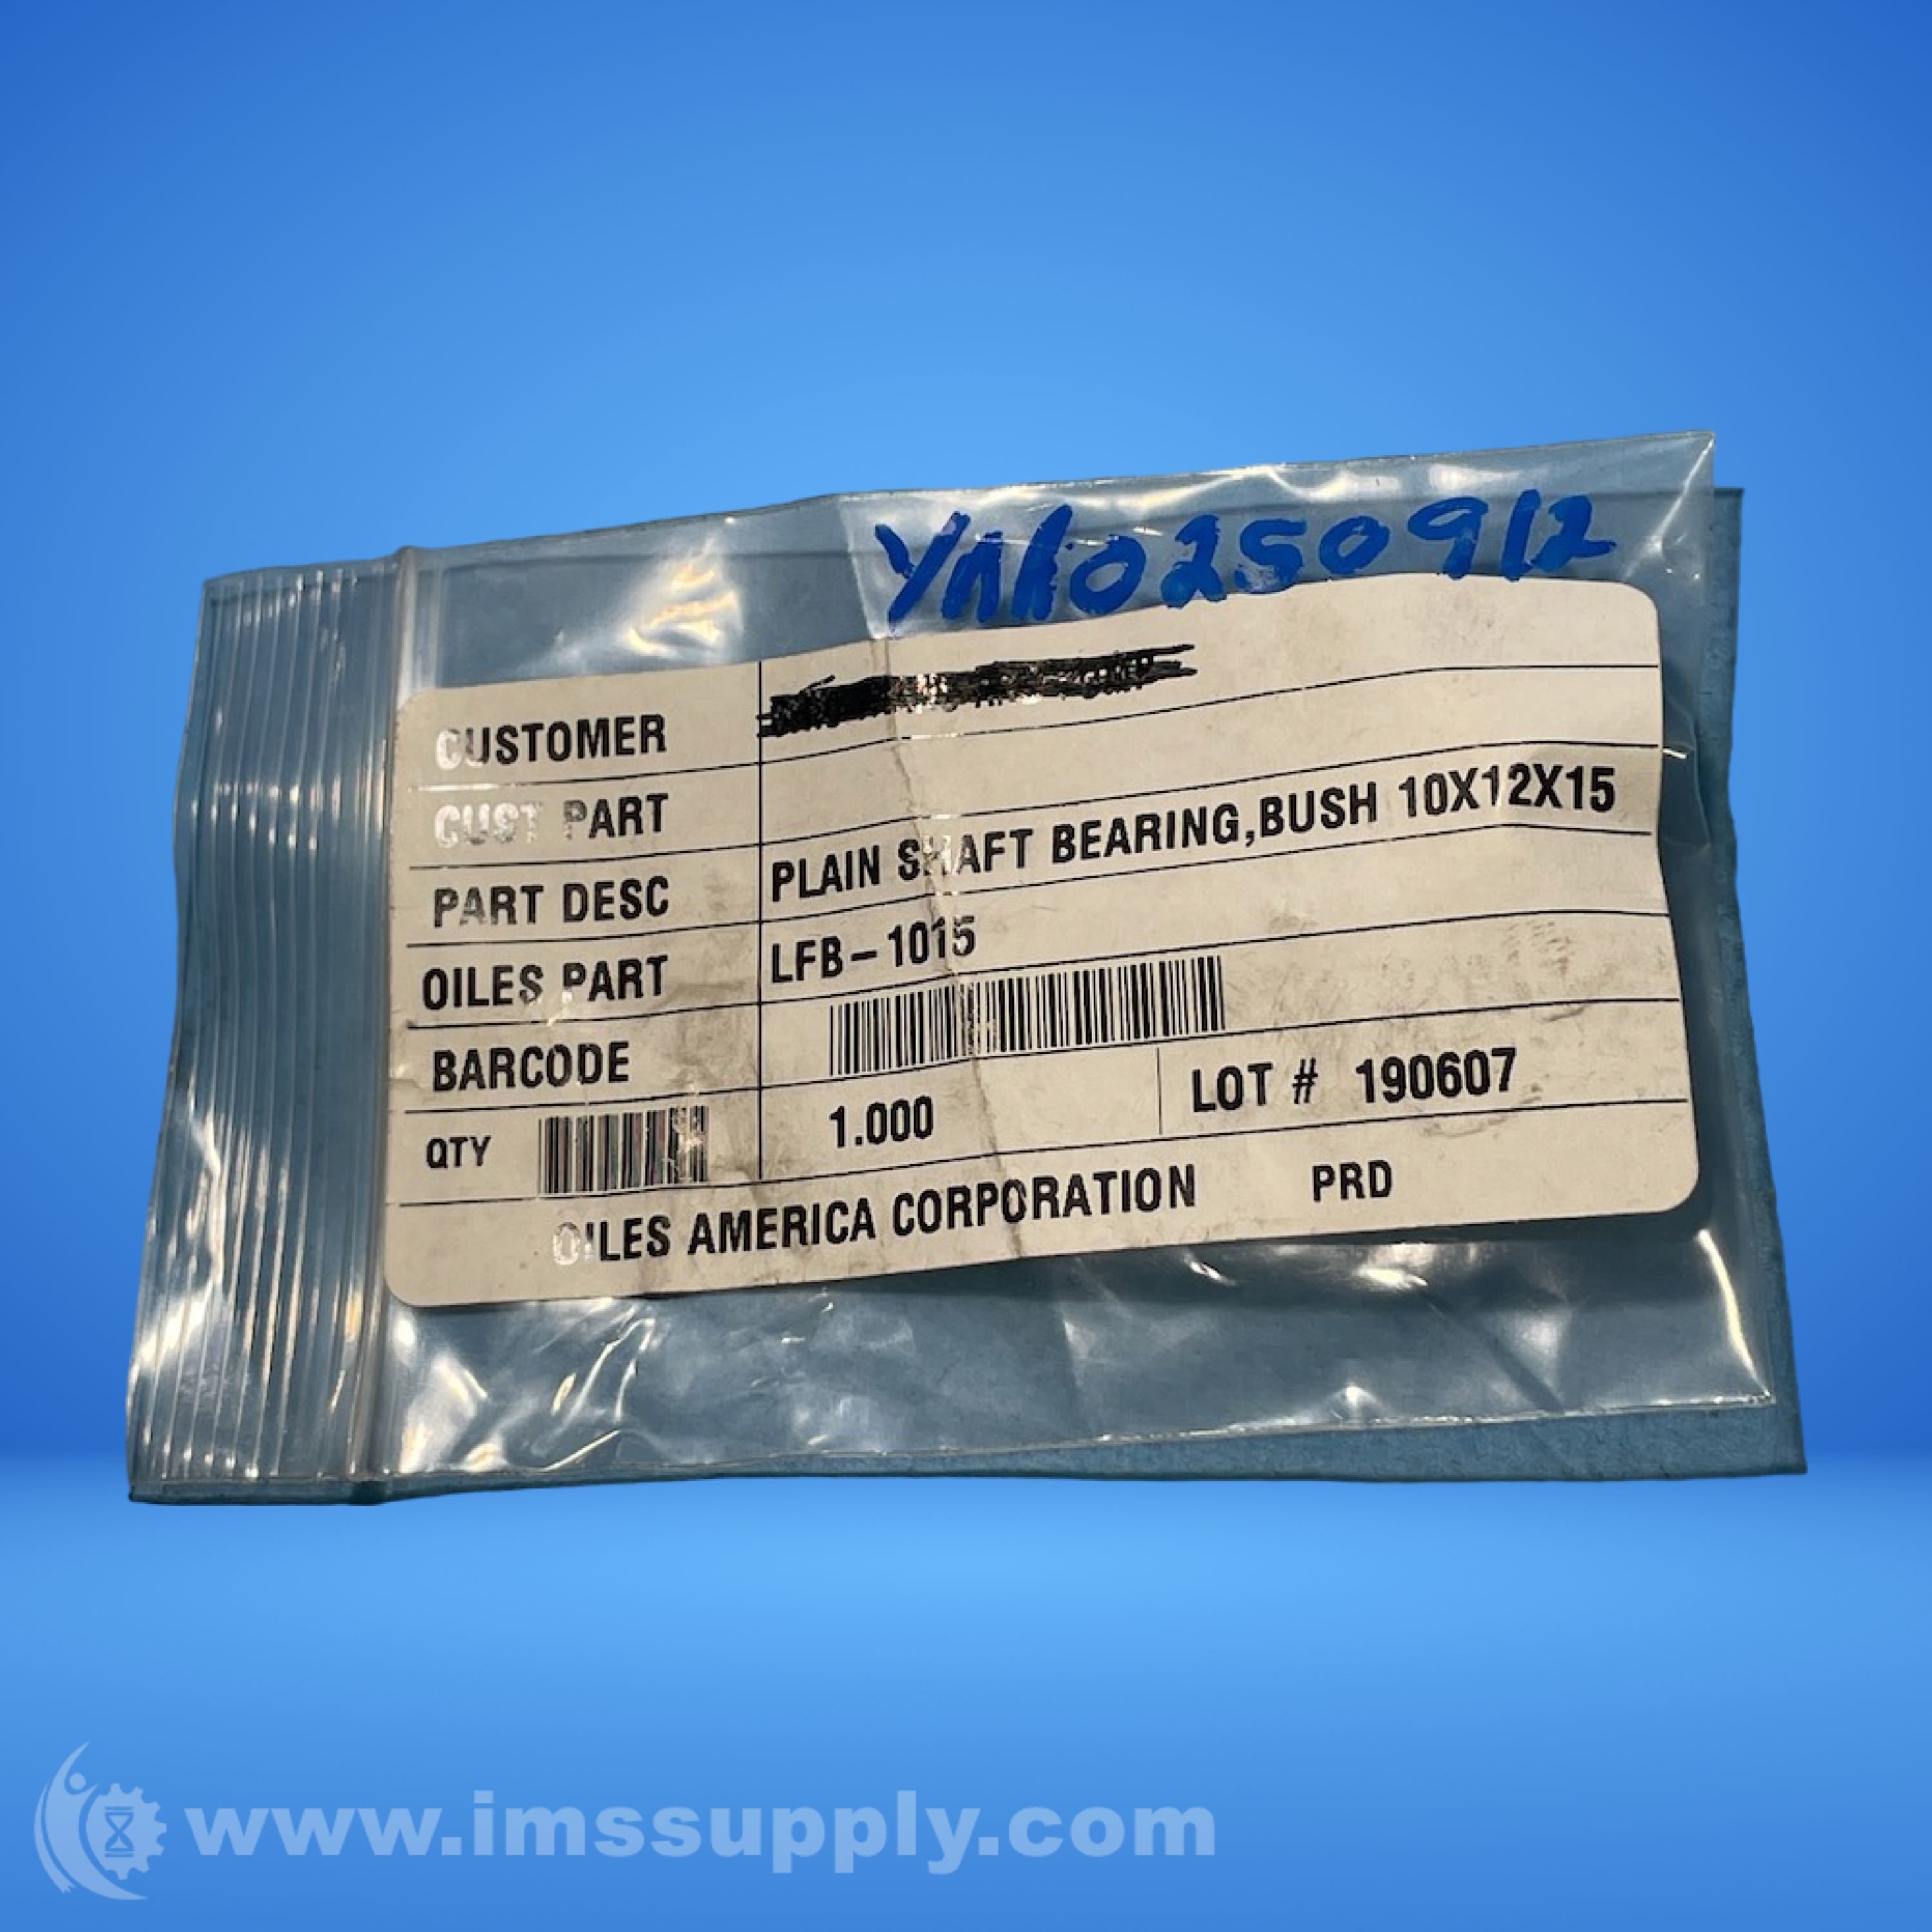 CUSTOMER
CUST PART
PART DESC PLAIN SHAFT BEARING,BUSH 10X12X15
OILES PART LFB-1015
BARCODE
QTY 1.000 LOT # 190607
OILES AMERICA CORPORATION PRD
www.imssupply.com